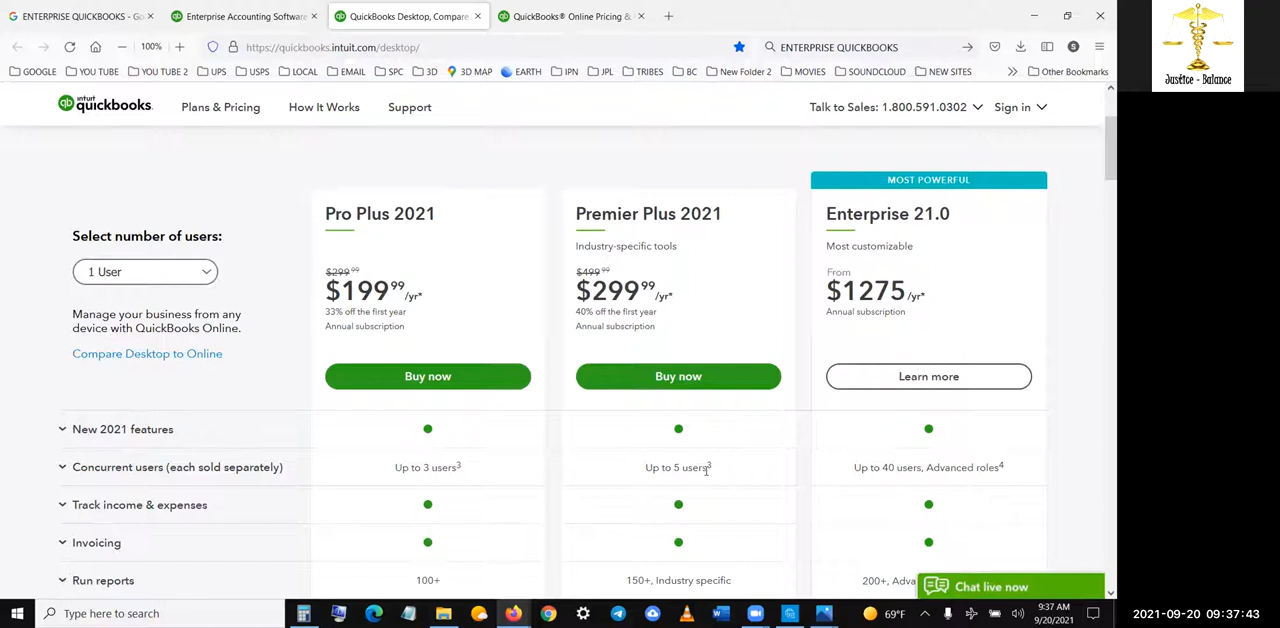 ENTERPRISE QUICKBOOKS - Go
Enterprise Accounting Software
QuickBooks Desktop, Compare
QuickBooks® Online Pricing &
100%
https://quickbooks.intuit.com/desktop/
ENTERPRISE QUICKBOOKS
S
GOOGLE
YOU TUBE
YOU TUBE 2
UPS
USPS
LOCAL
EMAIL
SPC
3D
3D MAP
EARTH
IPN
JPL
TRIBES
BC
New Folder 2
MOVIES
SOUNDCLOUD
NEW SITES
Other Bookmarks
Justice - Balance
intuit
quickbooks.
Plans & Pricing
How It Works
Support
Talk to Sales: 1.800.591.0302
Sign in
MOST POWERFUL
Select number of users:
1 User
Manage your business from any
device with QuickBooks Online.
Compare Desktop to Online
Pro Plus 2021
$299 99
$199 99 /yr*
33% off the first year
Annual subscription
Buy now
Premier Plus 2021
Industry-specific tools
$499 99
$299 99 /yr*
40% off the first year
Annual subscription
Buy now
Enterprise 21.0
Most customizable
From
$1275 /yr*
Annual subscription
Learn more
New 2021 features
Concurrent users (each sold separately)
Up to 3 users3
Up to 5 users3
Up to 40 users, Advanced roles4
Track income & expenses
Invoicing
Run reports
100+
150+, Industry specific
200+, Adva
Chat live now
Type here to search
69°F
9:37 AM
9/20/2021
2021-09-20 09:37:43